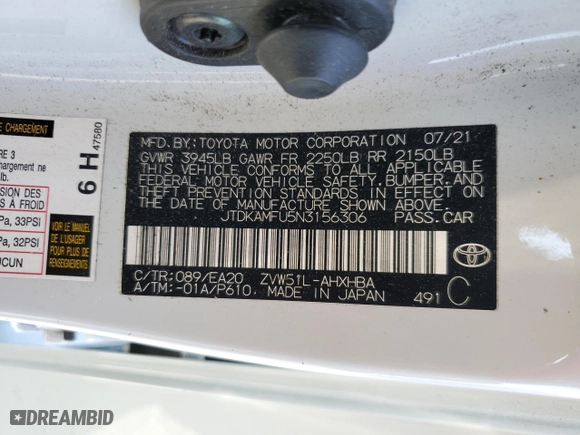 E CHARGEMENT
RE 3
hargement ne
lb.
SION DES
À FROID
Pa, 33PSI
Pa, 32PSI
UCUN
VOIR LE MANUEL
DE L'USAGER
POUR PLUS DE
RENSEIGNEMENTS
6 H 47580
MFD. BY: TOYOTA MOTOR CORPORATION 07/21
GVWR 3945LB GAWR FR 2250LB RR 2150LB
THIS VEHICLE CONFORMS TO ALL APPLICABLE
FEDERAL MOTOR VEHICLE SAFETY, BUMPER, AND
THEFT PREVENTION STANDARDS IN EFFECT ON
THE DATE OF MANUFACTURE SHOWN ABOVE.
JTDKAMFU5N3156306 PASS.CAR
C/TR: 089/EA20 ZVW51L-AHXHBA
A/TM: -01A/P610 MADE IN JAPAN 491 C
DREAMBID